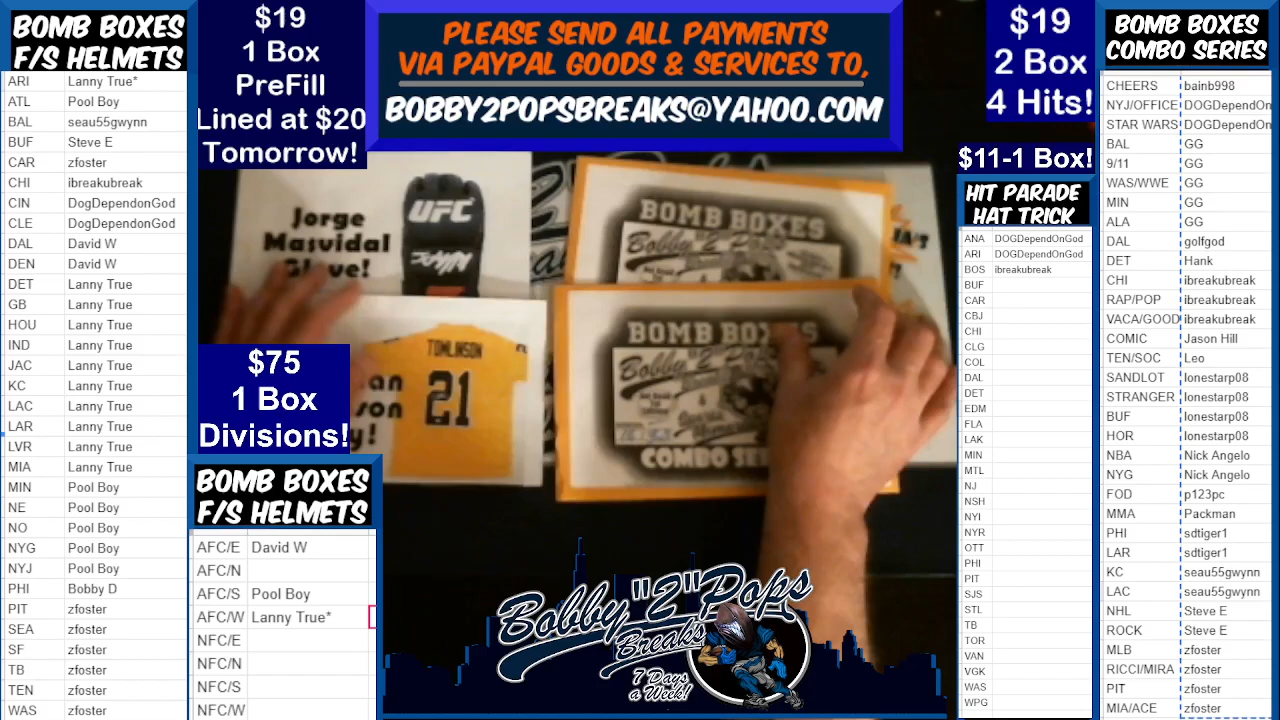 BOMB BOXES
F/S HELMETS
ARI Lanny True*
ATL Pool Boy
BAL seau55gwynn
BUF Steve E
CAR zfoster
CHI ibreakubreak
CIN DogDependonGod
CLE DogDependonGod
DAL David W
DEN David W
DET Lanny True
GB Lanny True
HOU Lanny True
IND Lanny True
JAC Lanny True
KC Lanny True
LAC Lanny True
LAR Lanny True
LVR Lanny True
MIA Lanny True
MIN Pool Boy
NE Pool Boy
NO Pool Boy
NYG Pool Boy
NYJ Pool Boy
PHI Bobby D
PIT zfoster
SEA zfoster
SF zfoster
TB zfoster
TEN zfoster
WAS zfoster
$19
1 Box
PreFill
Lined at $20
Tomorrow!
$75
1 Box
Divisions!
BOMB BOXES
F/S HELMETS
AFC/E David W
AFC/N
AFC/S Pool Boy
AFC/W Lanny True*
NFC/E
NFC/N
NFC/S
NFC/W
PLEASE SEND ALL PAYMENTS
VIA PAYPAL GOODS & SERVICES TO,
BOBBY2POPSBREAKS@YAHOO.COM
Jorge
Masvidal
Glove!
UFC
TOMLINSON
21
BOMB BOXES
Bobby "2" Pops
BOMB BOXES
Bobby "2" Pops
COMBO SE
Bobby "2" Pops
Breaks
7 Days
a Week!
$19
2 Box
4 Hits!
$11-1 Box!
HIT PARADE
HAT TRICK
ANA DOGDependOnGod
ARI DOGDependOnGod
BOS ibreakubreak
BUF
CAR
CBJ
CHI
CLG
COL
DAL
DET
EDM
FLA
LAK
MIN
MTL
NJ
NSH
NYI
NYR
OTT
PHI
PIT
SJS
STL
TB
TOR
VAN
VGK
WAS
WPG
BOMB BOXES
COMBO SERIES
CHEERS bainb998
NYJ/OFFICE DOGDependOn
STAR WARS DOGDependOn
BAL GG
9/11 GG
WAS/WWE GG
MIN GG
ALA GG
DAL golfgod
DET Hank
CHI ibreakubreak
RAP/POP ibreakubreak
VACA/GOOD ibreakubreak
COMIC Jason Hill
TEN/SOC Leo
SANDLOT lonestarp08
STRANGER lonestarp08
BUF lonestarp08
HOR lonestarp08
NBA Nick Angelo
NYG Nick Angelo
FOD p123pc
MMA Packman
PHI sdtiger1
LAR sdtiger1
KC seau55gwynn
LAC seau55gwynn
NHL Steve E
ROCK Steve E
MLB zfoster
RICCI/MIRA zfoster
PIT zfoster
MIA/ACE zfoster